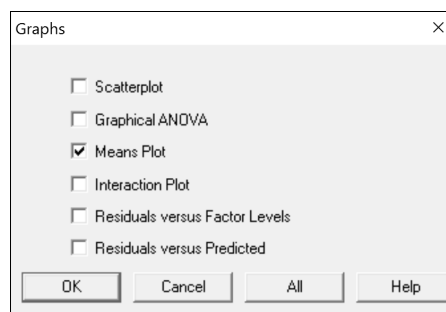 Graphs
Scatterplot
Graphical ANOVA
Means Plot
Interaction Plot
Residuals versus Factor Levels
Residuals versus Predicted
OK Cancel All Help